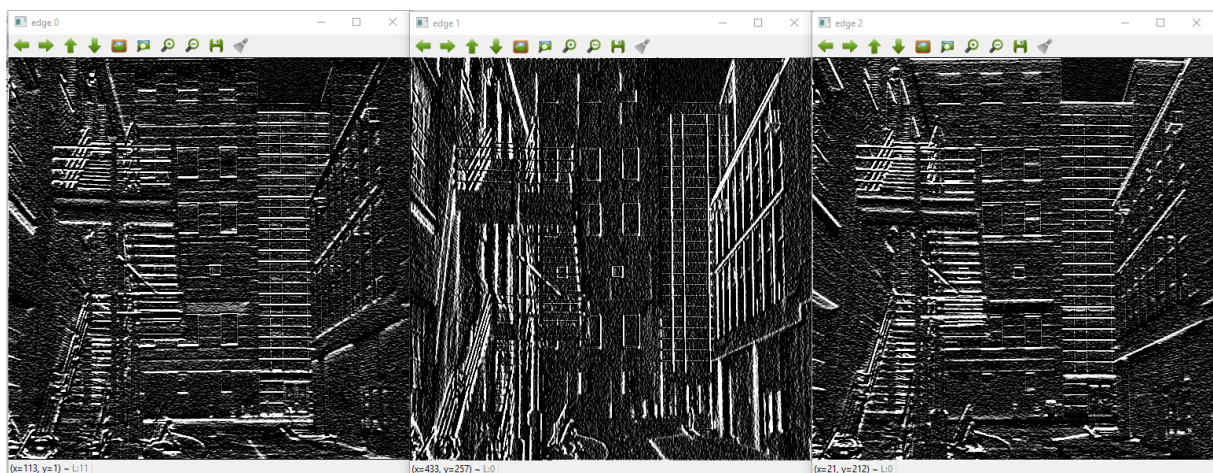 edge 0
edge 1
edge 2
(x=113, y=1) ~ L:11
(x=433, y=257) ~ L:0
(x=21, y=212) ~ L:0